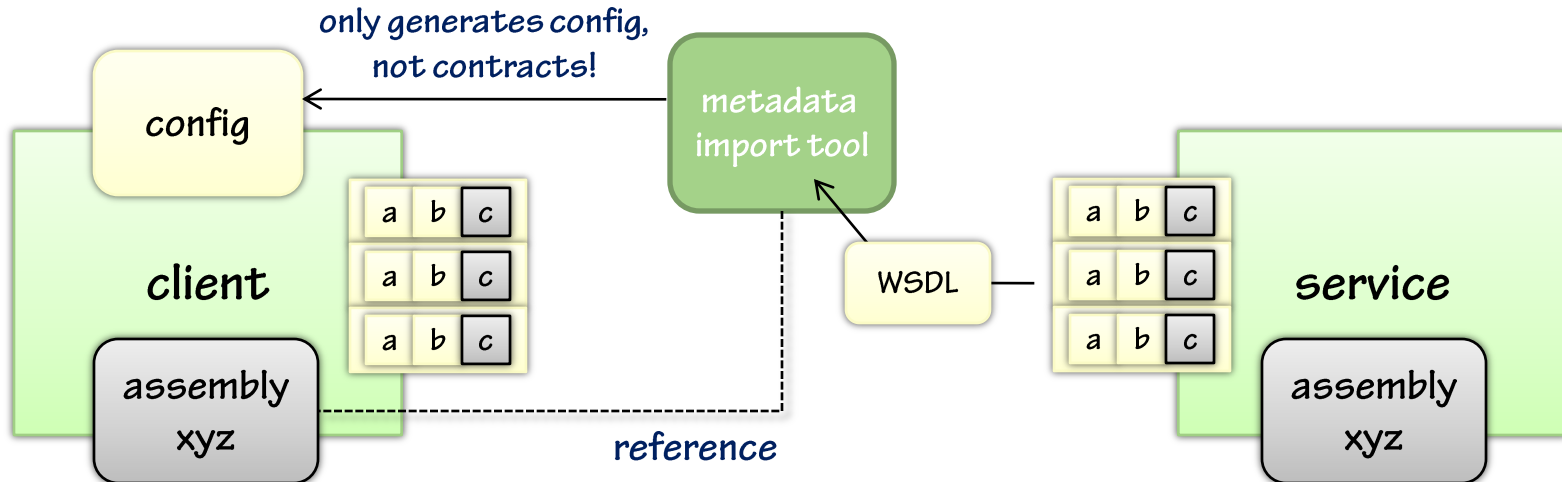 only generates config,
not contracts!
config
metadata
import tool
a b c
a b c
a b c
client
assembly
xyz
reference
WSDL
a b c
a b c
a b c
service
assembly
xyz